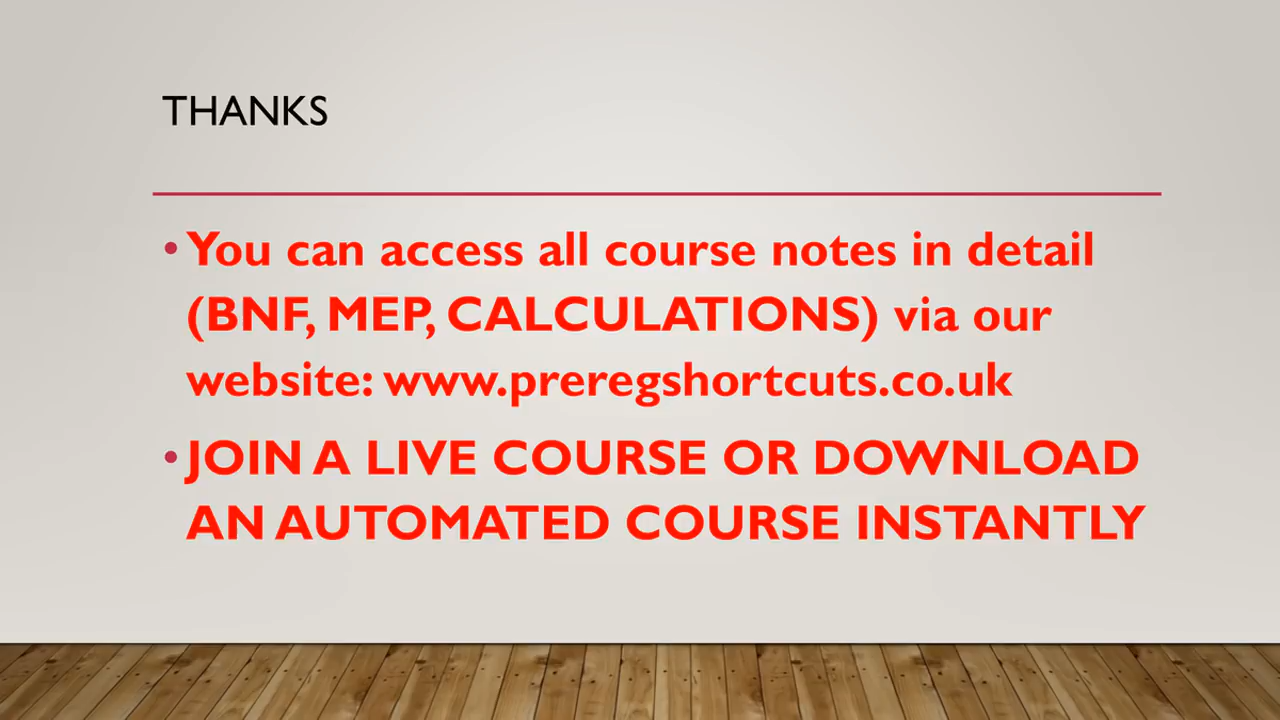 THANKS
• You can access all course notes in detail
(BNF, MEP, CALCULATIONS) via our
website: www.preregshortcuts.co.uk
• JOIN A LIVE COURSE OR DOWNLOAD
AN AUTOMATED COURSE INSTANTLY